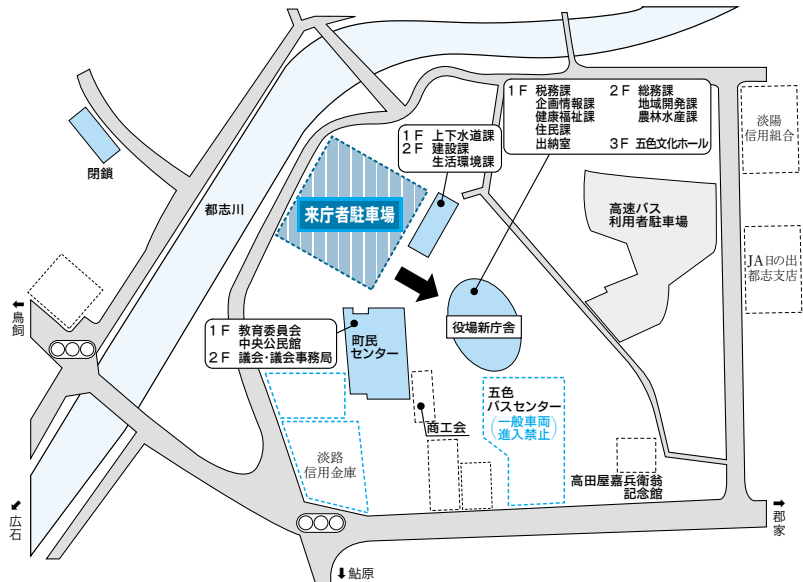 1F 税務課
企画情報課
健康福祉課
住民課
出納室
2F 総務課
地域開発課
農林水産課
3F 五色文化ホール
1F 上下水道課
2F 建設課
生活環境課
淡陽
信用組合
閉鎖
都志川
来庁者駐車場
高速バス
利用者駐車場
JA日の出
都志支店
鳥飼
1F 教育委員会
中央公民館
2F 議会・議会事務局
町民
センター
役場新庁舎
五色
バスセンター
(一般車両
進入禁止)
商工会
淡路
信用金庫
高田屋嘉兵衛翁
記念館
広石
郡家
鮎原